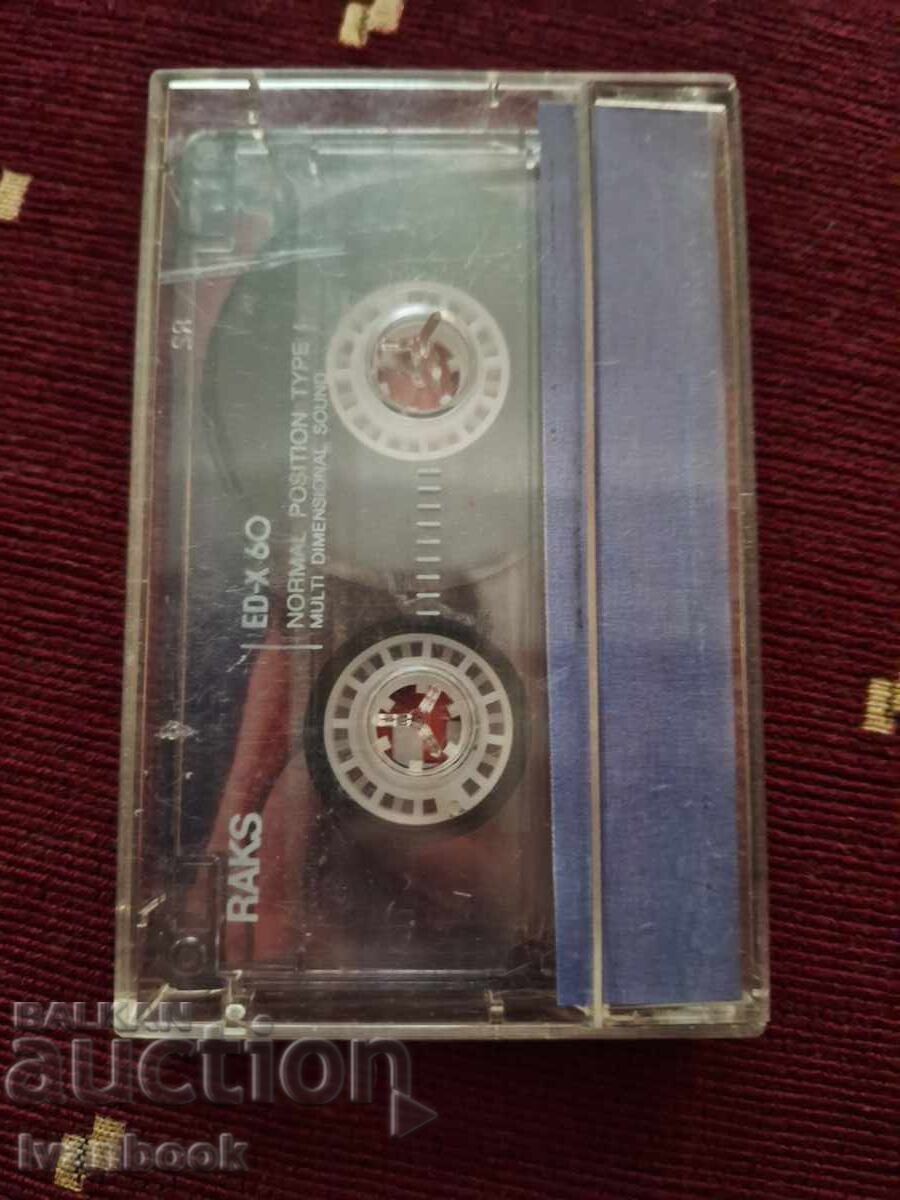 RAKS
ED-X 60
NORMAL POSITION TYPE I
MULTI DIMENSIONAL SOUND
BALKAN
auction
Ivanbook